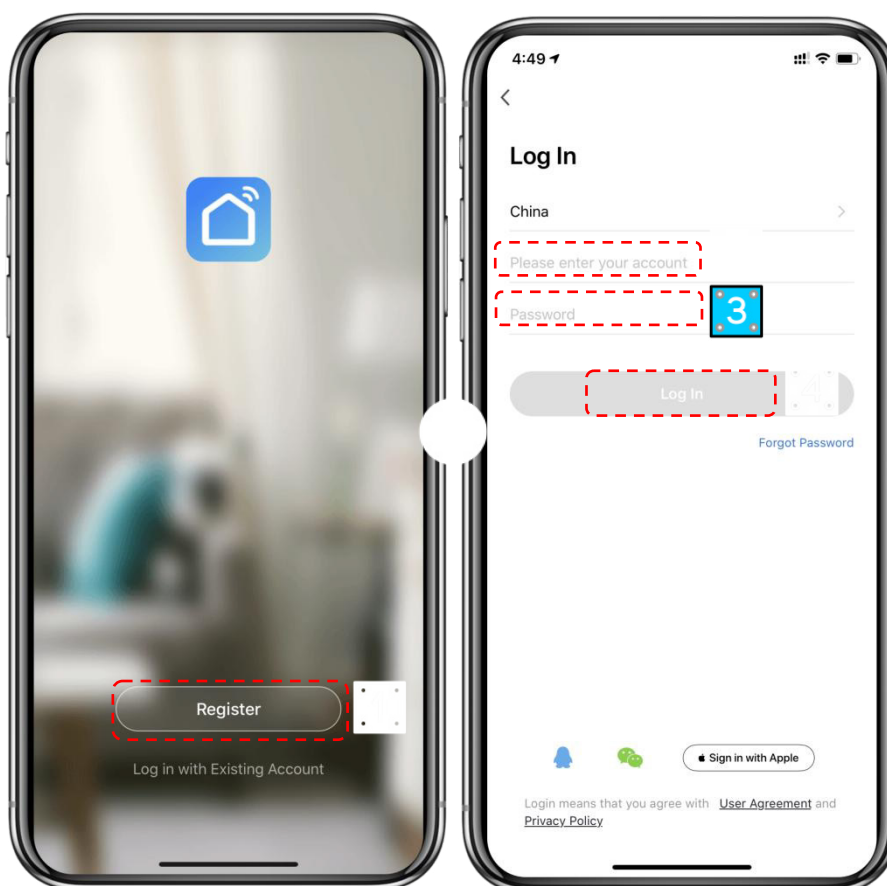 Register
Log in with Existing Account
4:49
Log In
China
Please enter your account
Password
3
Log In
Forgot Password
Sign in with Apple
Login means that you agree with User Agreement and
Privacy Policy